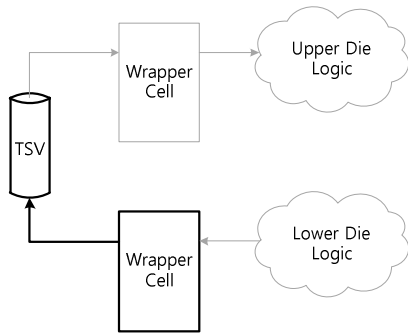 Upper Die
Logic
Wrapper
Cell
TSV
Lower Die
Logic
Wrapper
Cell